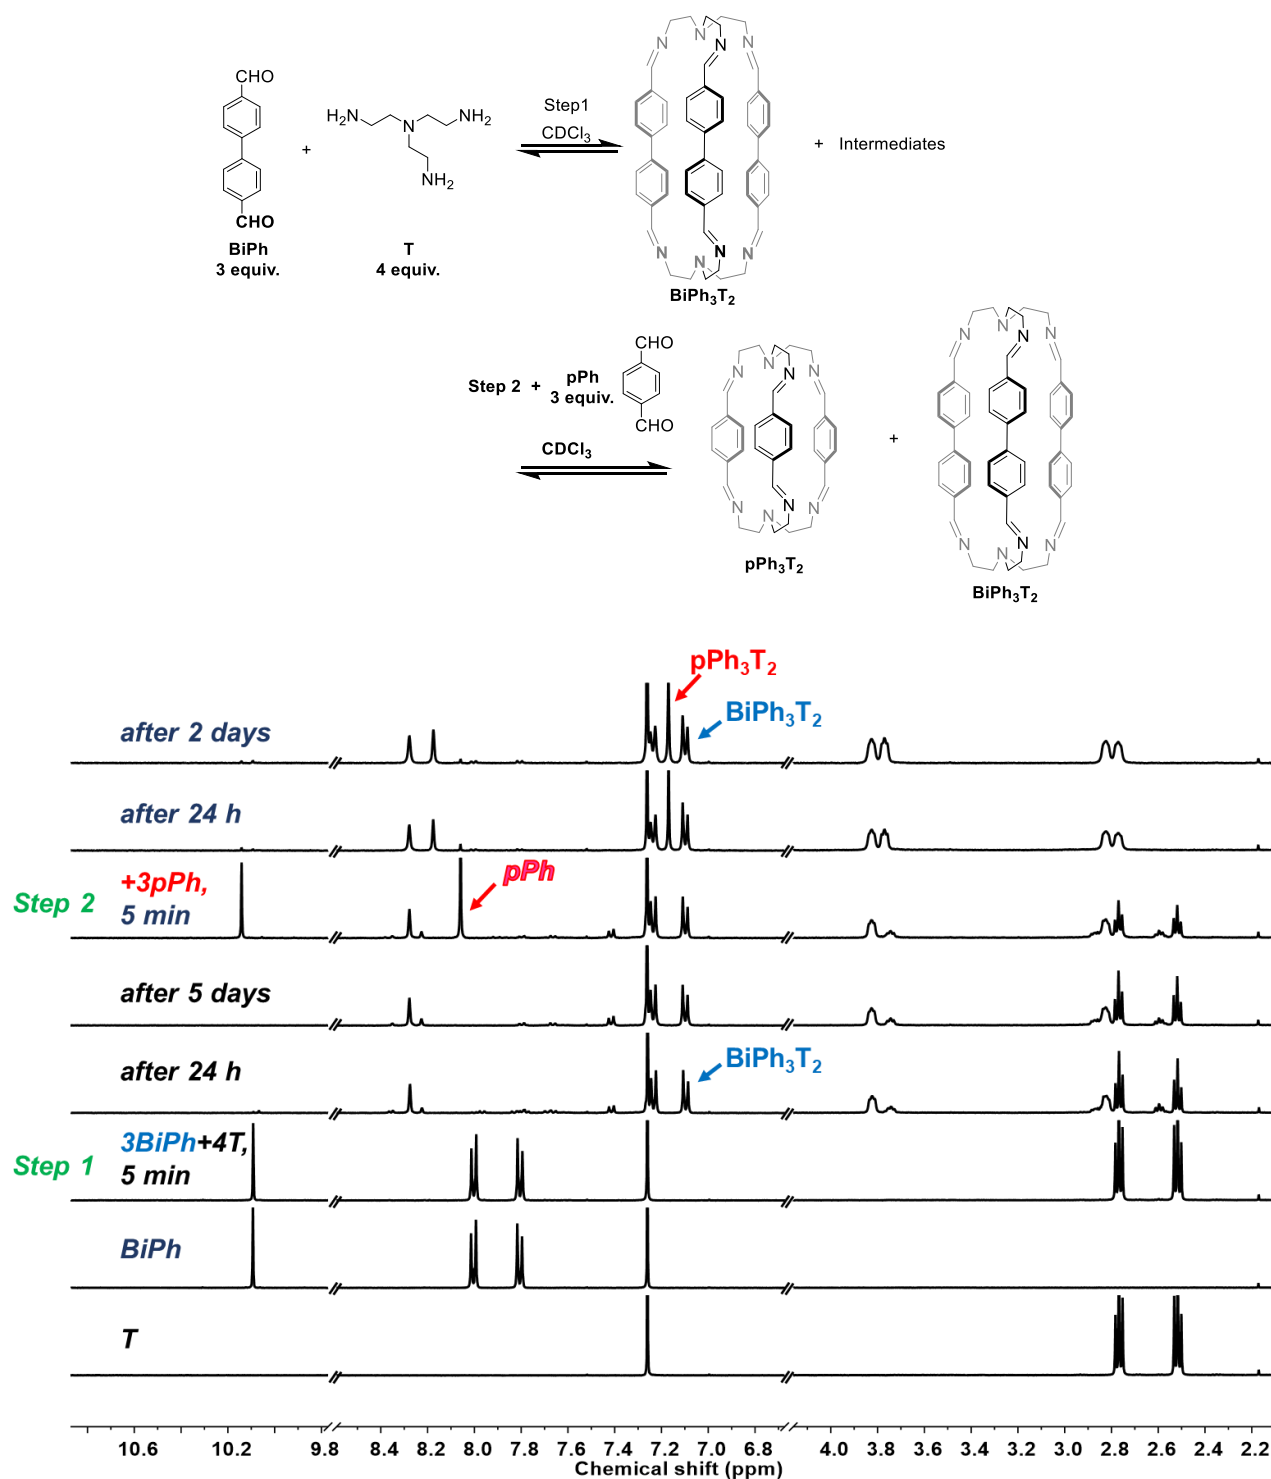 CHO
CHO
BiPh
3 equiv.
+
H2N
N
NH2
NH2
T
4 equiv.
Step1
CDCl3
N
N
N
N
N
N
N
N
BiPh3T2
+ Intermediates
Step 2 + pPh
3 equiv.
CHO
CHO
CDCl3
N
N
N
N
N
N
N
N
pPh3T2
+
N
N
N
N
N
N
N
N
BiPh3T2
pPh3T2
BiPh3T2
after 2 days
after 24 h
Step 2
+3pPh,
5 min
pPh
after 5 days
after 24 h
BiPh3T2
Step 1
3BiPh+4T,
5 min
BiPh
T
10.6 10.2 9.8 8.4 8.2 8.0 7.8 7.6 7.4 7.2 7.0 6.8 4.0 3.8 3.6 3.4 3.2 3.0 2.8 2.6 2.4 2.2
Chemical shift (ppm)